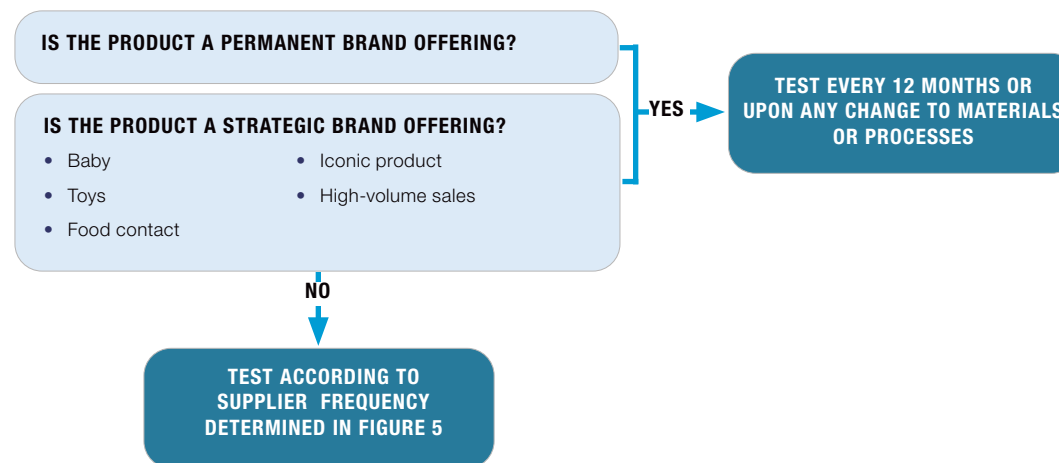 IS THE PRODUCT A PERMANENT BRAND OFFERING?
IS THE PRODUCT A STRATEGIC BRAND OFFERING?
• Baby
• Toys
• Food contact
• Iconic product
• High-volume sales
YES
TEST EVERY 12 MONTHS OR
UPON ANY CHANGE TO MATERIALS
OR PROCESSES
NO
TEST ACCORDING TO
SUPPLIER FREQUENCY
DETERMINED IN FIGURE 5